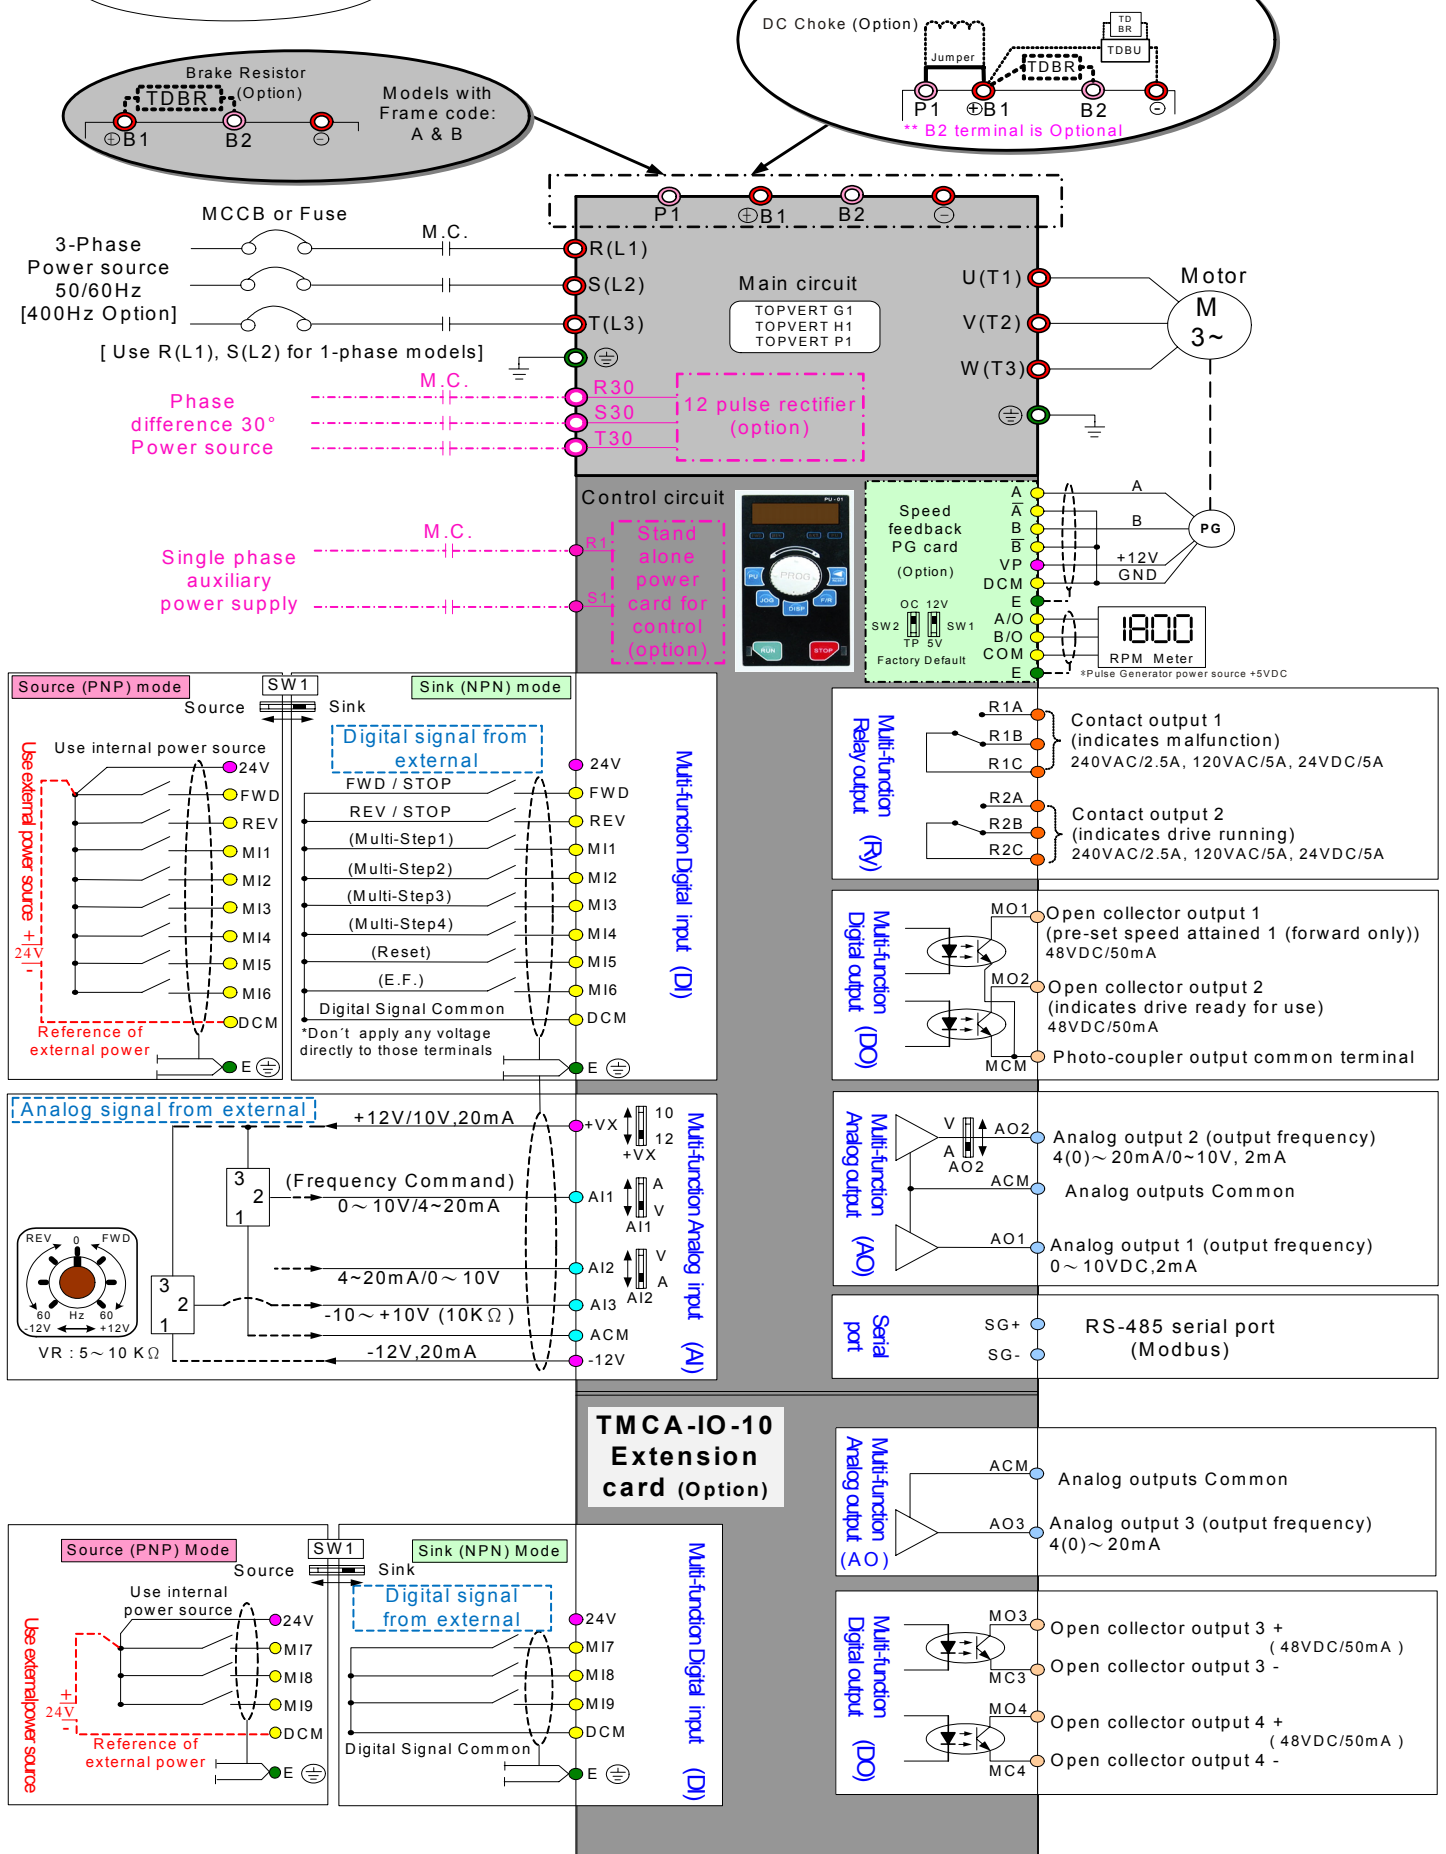 DC Choke (Option)
TD
BR
TDBU
Jumper
TDBR
P1
⊕B1
B2
⊖
** B2 terminal is Optional
Brake Resistor
(Option)
TDBR
⊕B1
B2
⊖
Models with
Frame code:
A & B
P1
⊕B1
B2
⊖
MCCB or Fuse
M.C.
3-Phase
Power source
50/60Hz
[400Hz Option]
R(L1)
S(L2)
T(L3)
[ Use R(L1), S(L2) for 1-phase models]
Main circuit
TOPVERT G1
TOPVERT H1
TOPVERT P1
U(T1)
V(T2)
W(T3)
Motor
M
3~
M.C.
Phase
difference 30°
Power source
R30
S30
T30
12 pulse rectifier
(option)
Control circuit
M.C.
Single phase
auxiliary
power supply
R1
S1
Stand
alone
power
card for
control
(option)
PU-01
PROG
PU
JOG
DISP
F/R
RUN
STOP
Speed
feedback
PG card
(Option)
OC 12V
SW2
SW1
TP 5V
Factory Default
A
A̅
B
B̅
VP
DCM
E
A/O
B/O
COM
E
A
B
+12V
GND
PG
1800
RPM Meter
*Pulse Generator power source +5VDC
Source (PNP) mode
SW1
Sink (NPN) mode
Source
Sink
Use internal power source
Use external power source
+
24V
-
24V
FWD
REV
MI1
MI2
MI3
MI4
MI5
MI6
DCM
Reference of
external power
E
Digital signal from
external
FWD / STOP
REV / STOP
(Multi-Step1)
(Multi-Step2)
(Multi-Step3)
(Multi-Step4)
(Reset)
(E.F.)
Digital Signal Common
*Don´t apply any voltage
directly to those terminals
24V
FWD
REV
MI1
MI2
MI3
MI4
MI5
MI6
DCM
E
Multi-function Digital input (DI)
Multi-function
Relay output
(Ry)
R1A
R1B
R1C
Contact output 1
(indicates malfunction)
240VAC/2.5A, 120VAC/5A, 24VDC/5A
R2A
R2B
R2C
Contact output 2
(indicates drive running)
240VAC/2.5A, 120VAC/5A, 24VDC/5A
Multi-function
Digital output
(DO)
MO1
Open collector output 1
(pre-set speed attained 1 (forward only))
48VDC/50mA
MO2
Open collector output 2
(indicates drive ready for use)
48VDC/50mA
MCM
Photo-coupler output common terminal
Analog signal from external
+12V/10V,20mA
+VX
10
12
+VX
3
2
1
(Frequency Command)
0～10V/4~20mA
AI1
A
V
AI1
4~20mA/0～10V
AI2
V
A
AI2
3
2
1
-10～+10V (10KΩ)
AI3
ACM
-12V,20mA
-12V
REV
0
FWD
60
Hz
60
-12V
+12V
VR : 5～10 KΩ
Multi-function Analog input (AI)
Multi-function
Analog output
(AO)
V
A
AO2
AO2
Analog output 2 (output frequency)
4(0)～20mA/0~10V, 2mA
ACM
Analog outputs Common
AO1
Analog output 1 (output frequency)
0～10VDC,2mA
Serial
port
SG+
SG-
RS-485 serial port
(Modbus)
TMCA-IO-10
Extension
card (Option)
Multi-function
Analog output
(AO)
ACM
Analog outputs Common
AO3
Analog output 3 (output frequency)
4(0)～20mA
Source (PNP) Mode
SW1
Sink (NPN) Mode
Source
Sink
Use internal
power source
Use external power source
+
24V
-
24V
MI7
MI8
MI9
DCM
Reference of
external power
E
Digital signal
from external
24V
MI7
MI8
MI9
DCM
Digital Signal Common
E
Multi-function Digital input (DI)
Multi-function
Digital output
(DO)
MO3
Open collector output 3 +
(48VDC/50mA)
MC3
Open collector output 3 -
MO4
Open collector output 4 +
(48VDC/50mA)
MC4
Open collector output 4 -